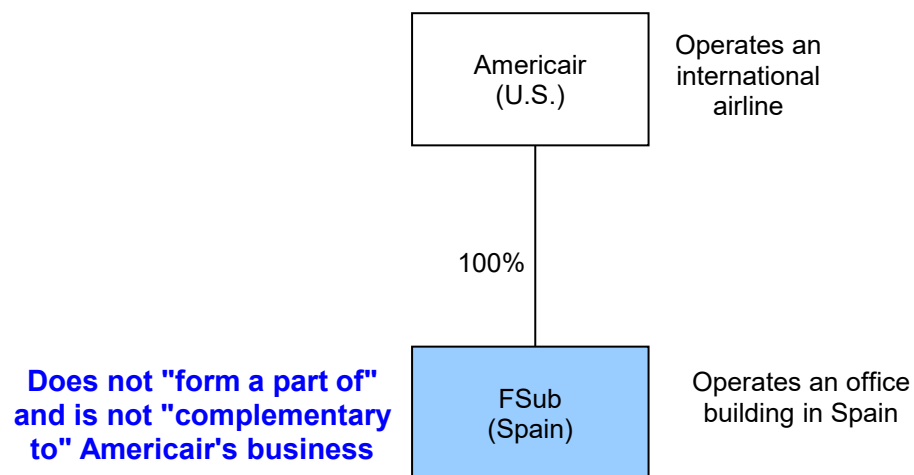 Americair
(U.S.)
Operates an
international
airline
100%
Does not "form a part of"
and is not "complementary
to" Americair's business
FSub
(Spain)
Operates an office
building in Spain